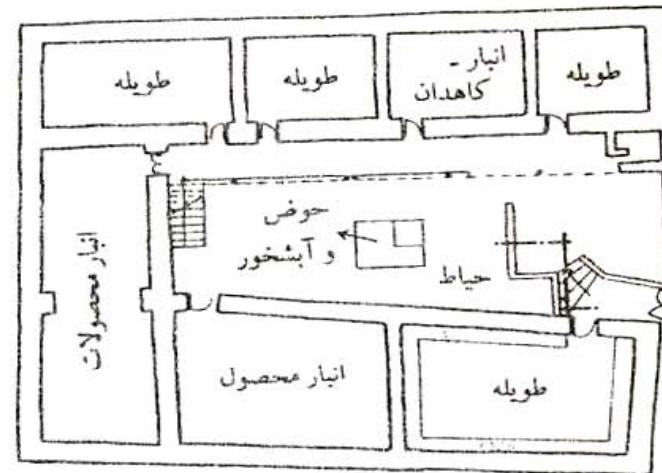 طویله
انبار -
کاهدان
طویله
طویله
حوض
و آبشخور
حیاط
انبار محصولات
انبار محصول
طویله